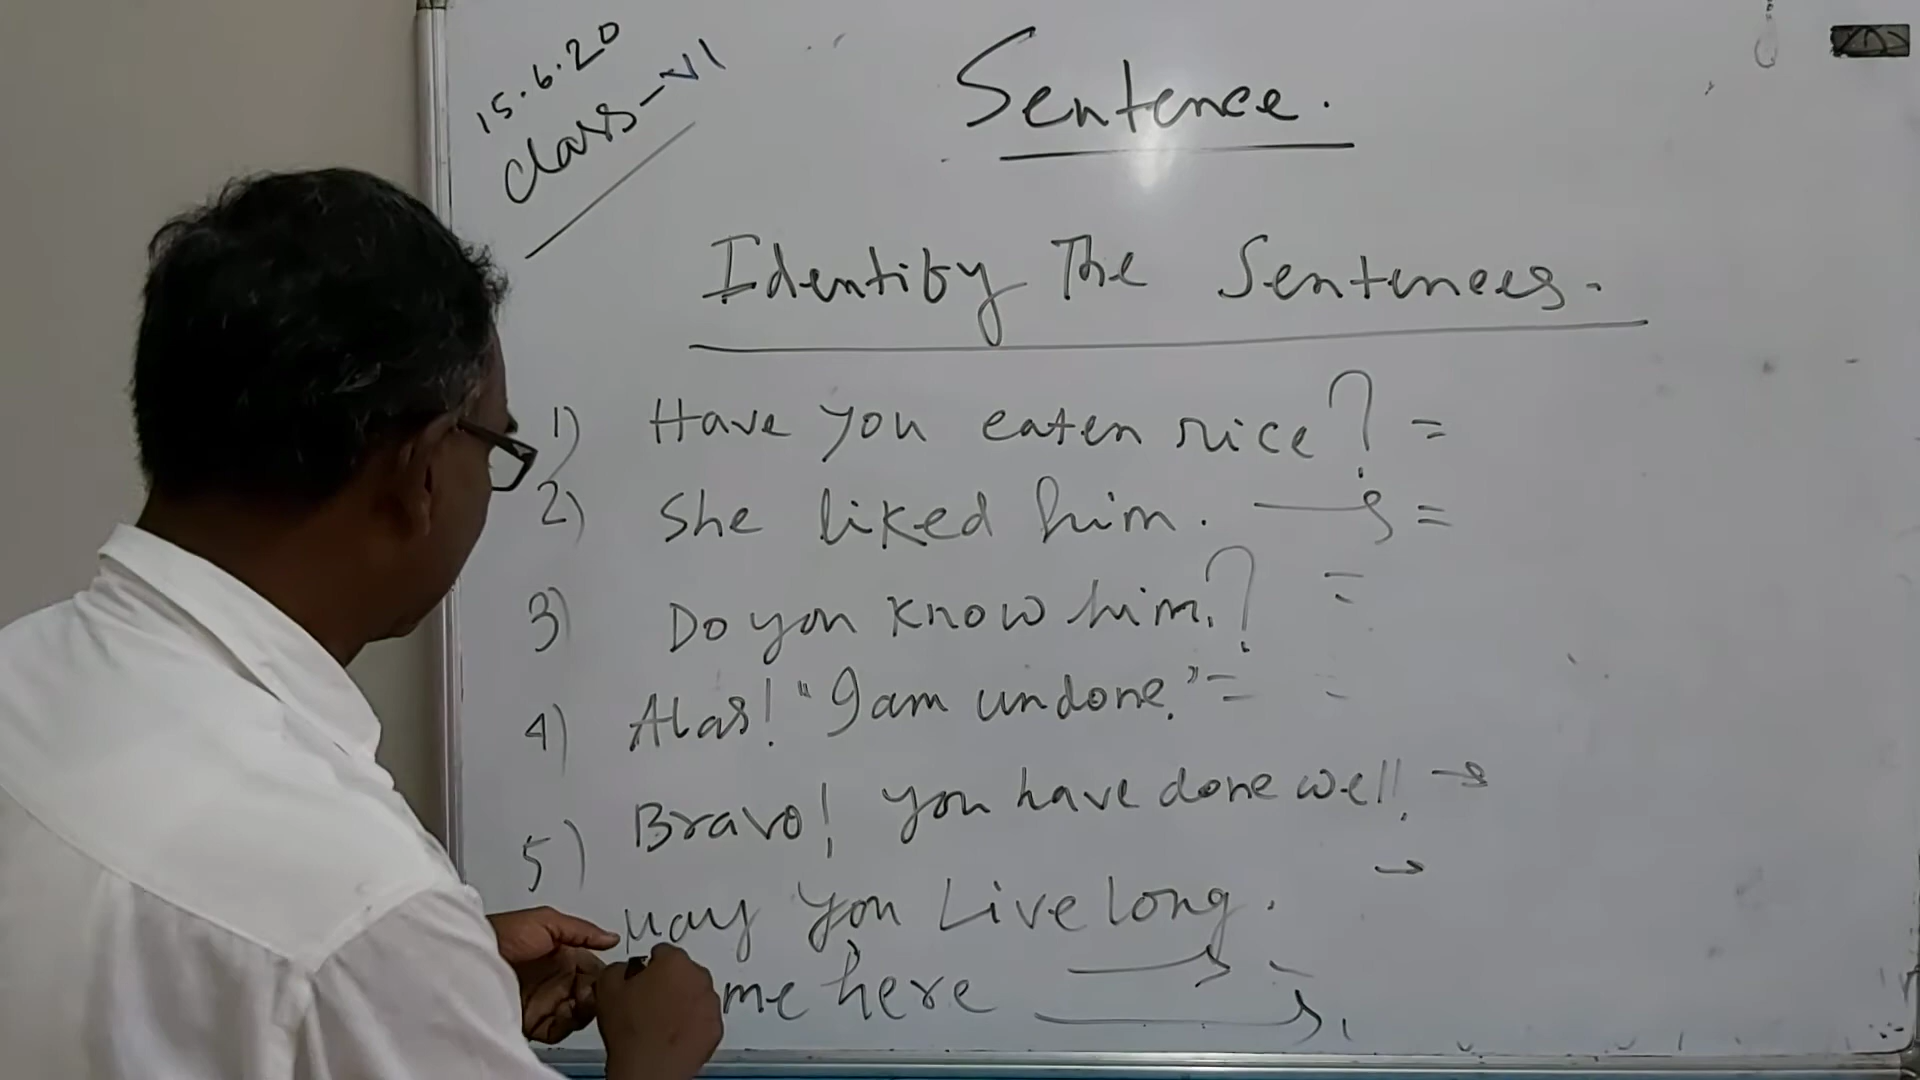 15.6.20
Class-VI
Sentence.
Identify The Sentences.
1) Have you eaten rice? =
2) She liked him. =
3) Do you know him.? =
4) Alas! "I am undone." =
5) Bravo! you have done well. →
May you Live long. →
me here